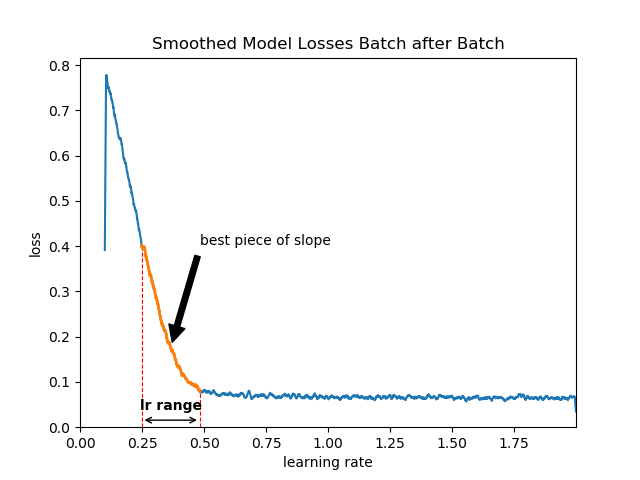 Smoothed Model Losses Batch after Batch
0.8
0.7
0.6
0.5
0.4
0.3
0.2
0.1
0.0
loss
best piece of slope
lr range
0.00 0.25 0.50 0.75 1.00 1.25 1.50 1.75
learning rate